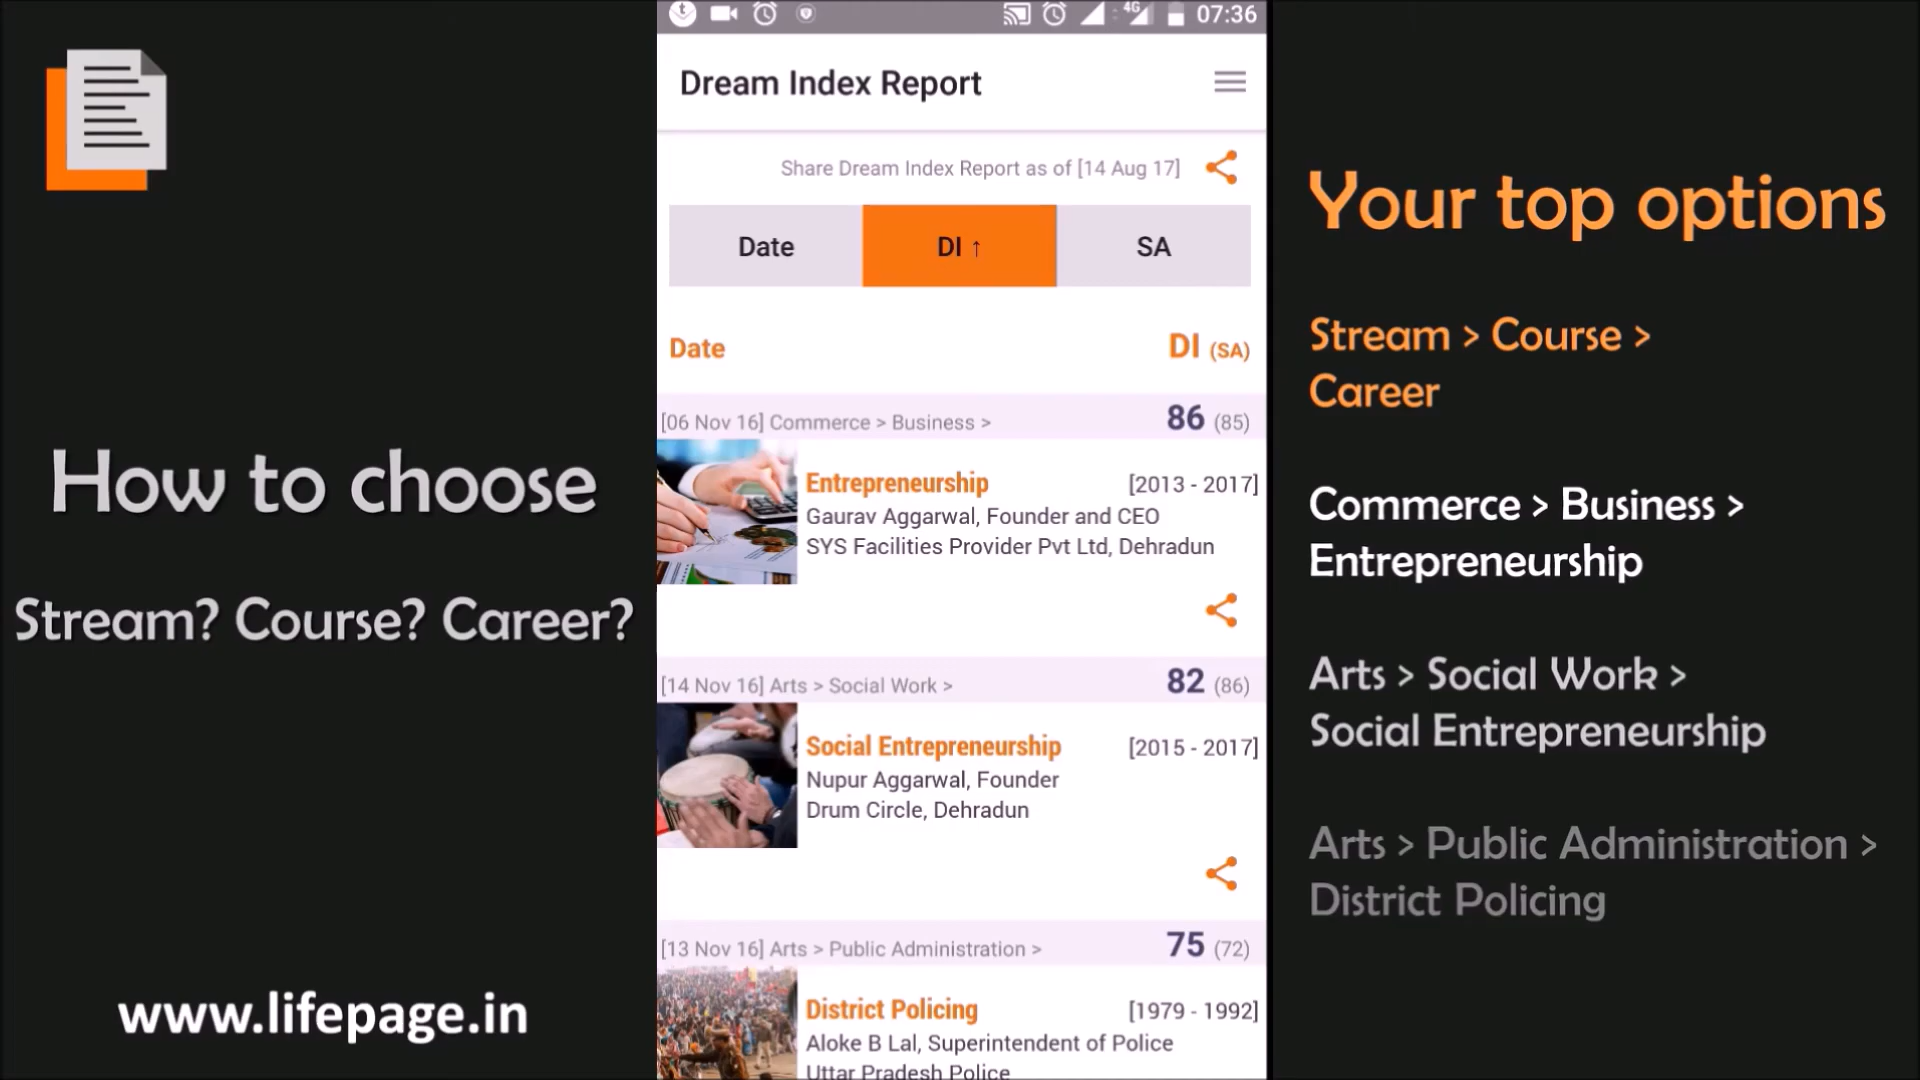 How to choose
Stream? Course? Career?
www.lifepage.in
4G 07:36
Dream Index Report
Share Dream Index Report as of [14 Aug 17]
Date DI ↑ SA
Date DI (SA)
[06 Nov 16] Commerce > Business > 86 (85)
Entrepreneurship [2013 - 2017]
Gaurav Aggarwal, Founder and CEO
SYS Facilities Provider Pvt Ltd, Dehradun
[14 Nov 16] Arts > Social Work > 82 (86)
Social Entrepreneurship [2015 - 2017]
Nupur Aggarwal, Founder
Drum Circle, Dehradun
[13 Nov 16] Arts > Public Administration > 75 (72)
District Policing [1979 - 1992]
Aloke B Lal, Superintendent of Police
Uttar Pradesh Police
Your top options
Stream > Course >
Career
Commerce > Business >
Entrepreneurship
Arts > Social Work >
Social Entrepreneurship
Arts > Public Administration >
District Policing